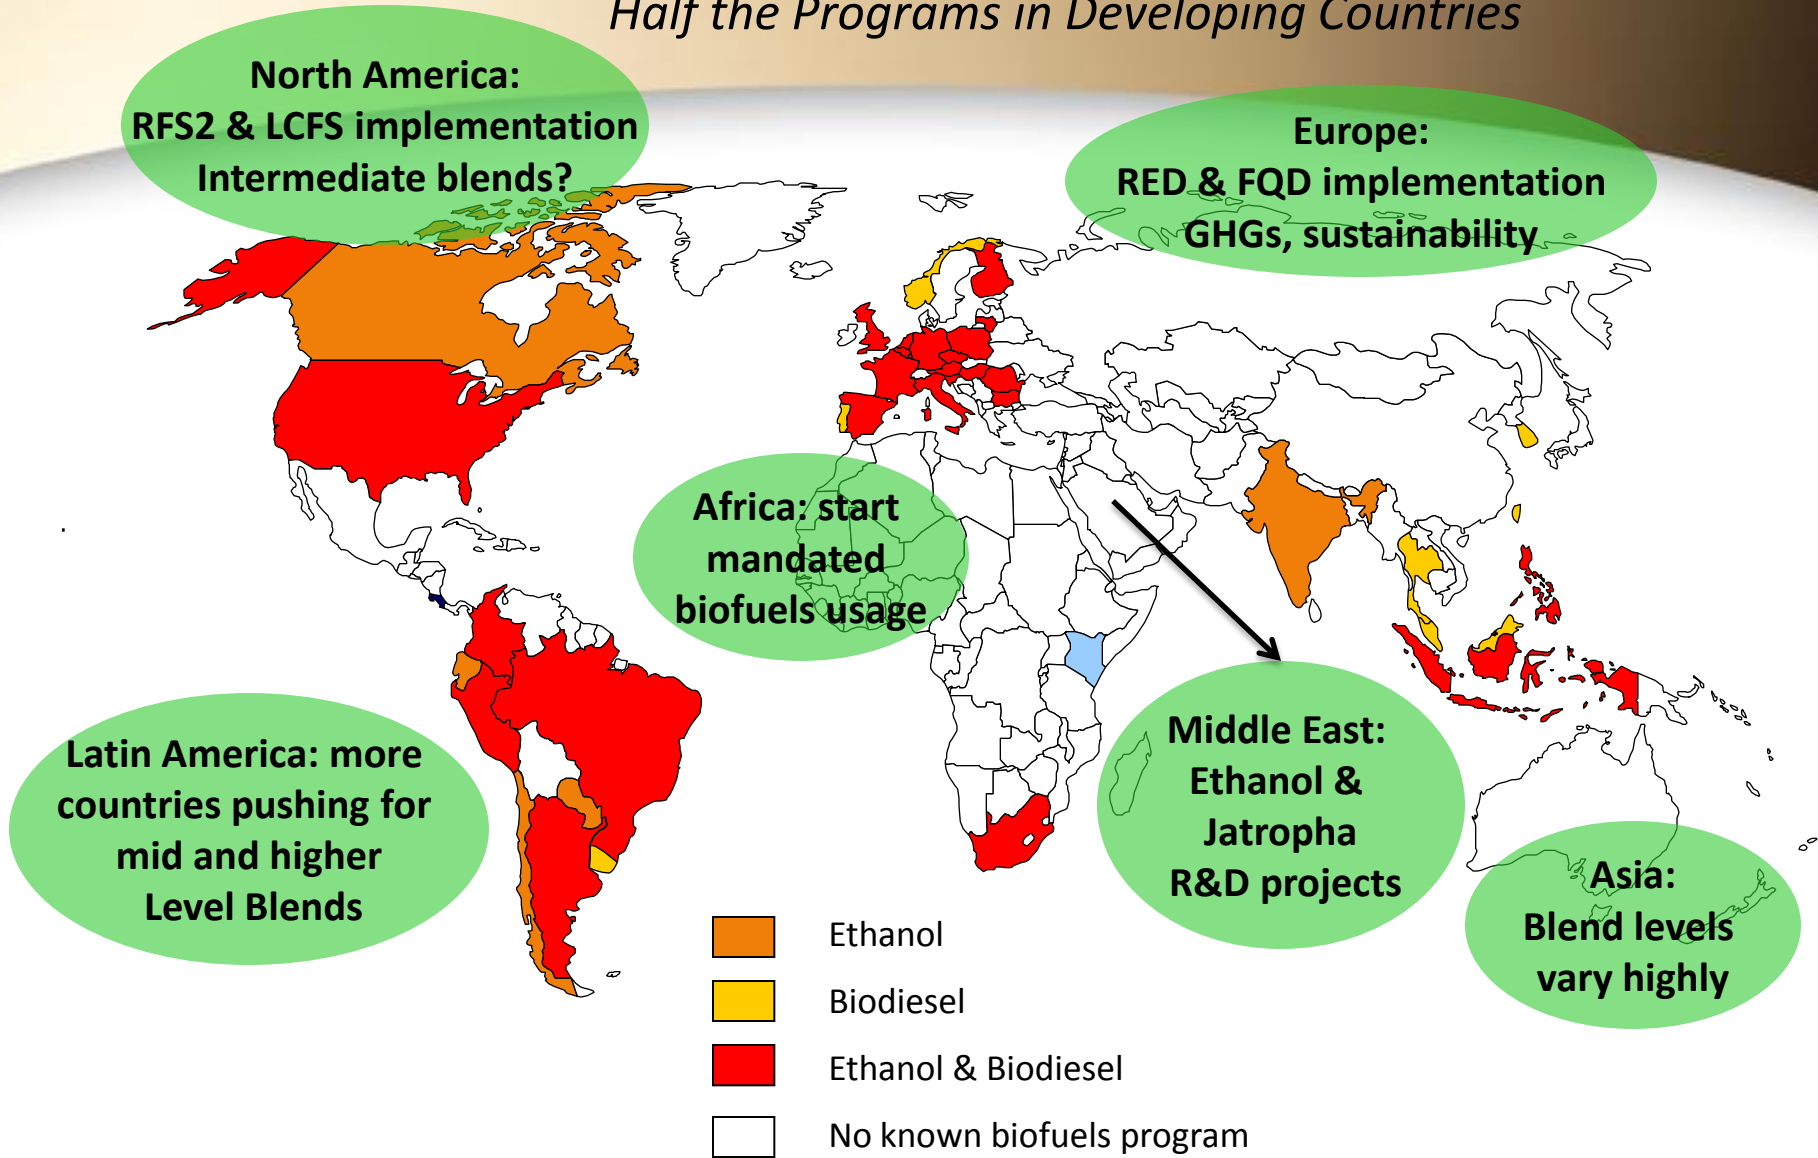 Half the Programs in Developing Countries
North America:
RFS2 & LCFS implementation
Intermediate blends?
Europe:
RED & FQD implementation
GHGs, sustainability
Africa: start
mandated
biofuels usage
Latin America: more
countries pushing for
mid and higher
Level Blends
Middle East:
Ethanol &
Jatropha
R&D projects
Asia:
Blend levels
vary highly
Ethanol
Biodiesel
Ethanol & Biodiesel
No known biofuels program